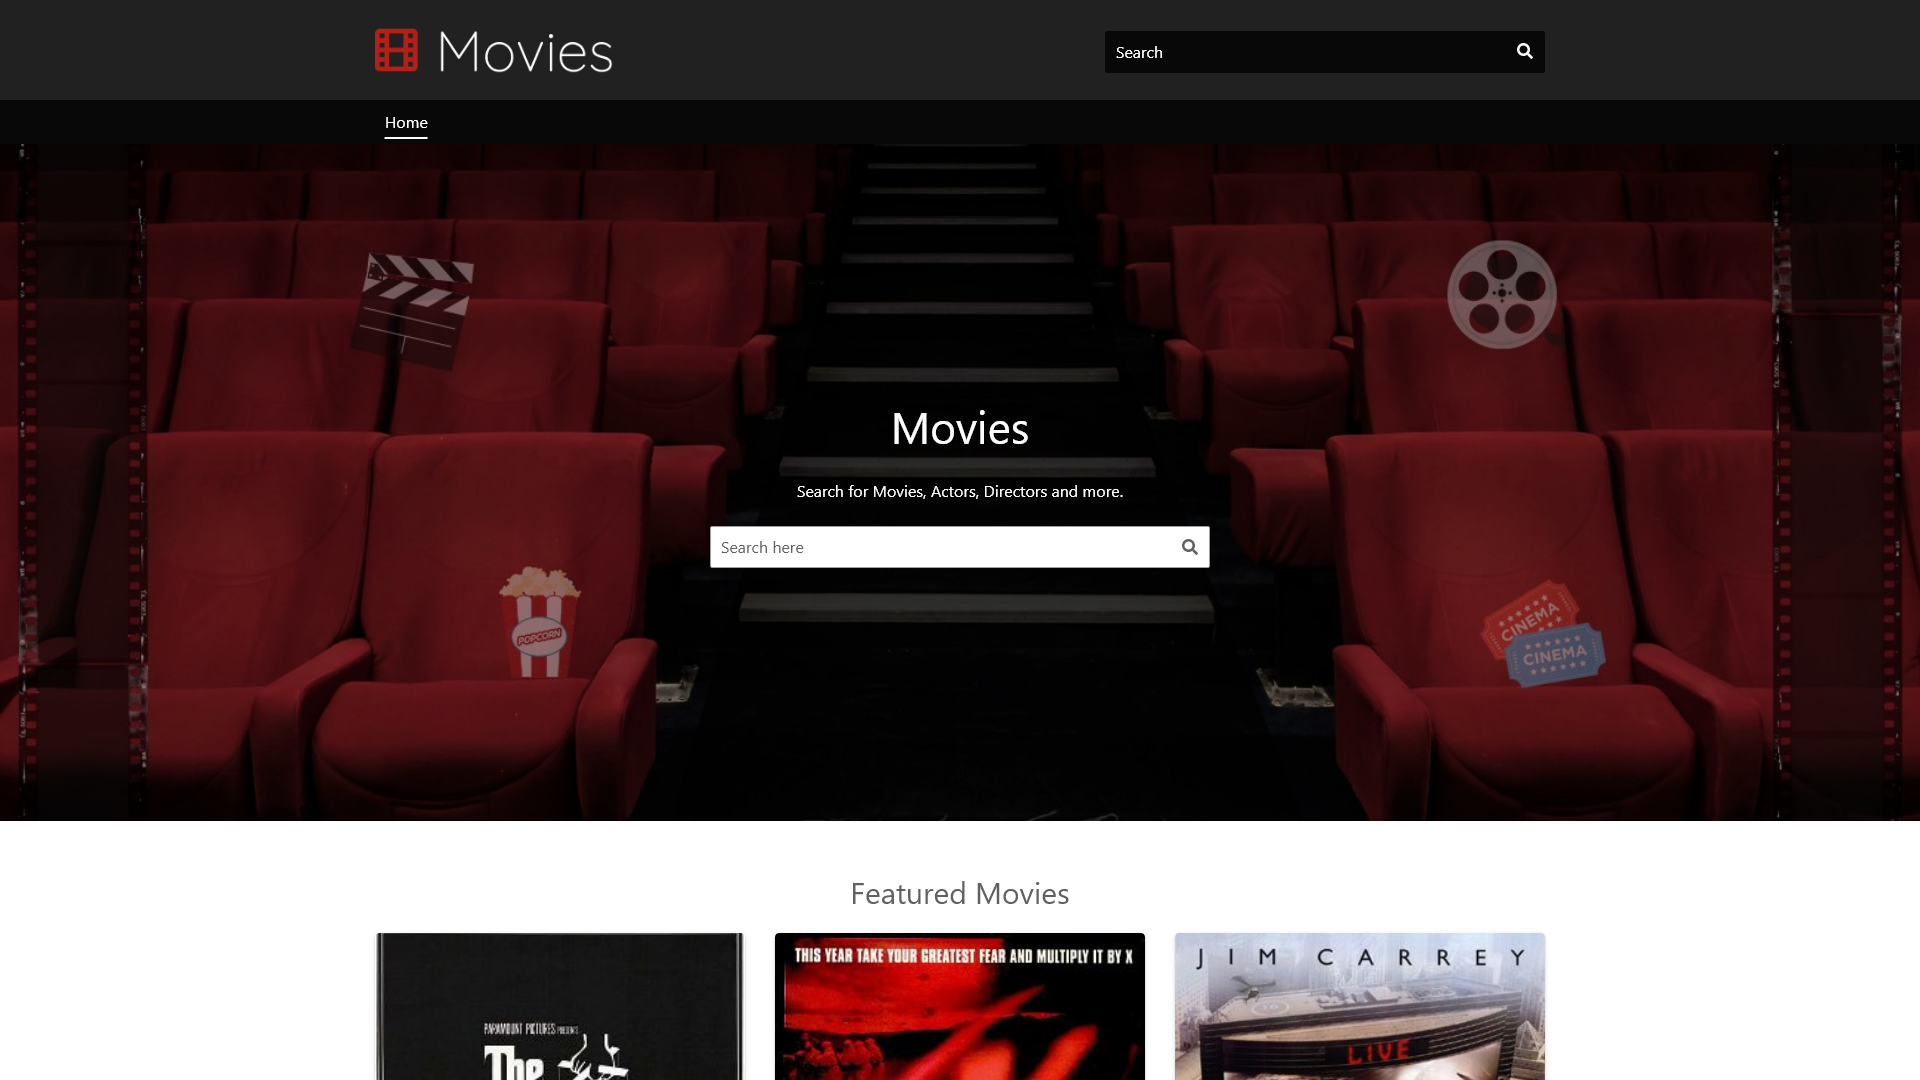 Movies
Search
Home
Movies
Search for Movies, Actors, Directors and more.
Search here
POPCORN
CINEMA
CINEMA
Featured Movies
PARAMOUNT PICTURES PRESENTS
The
THIS YEAR TAKE YOUR GREATEST FEAR AND MULTIPLY IT BY X
JIM CARREY
LIVE